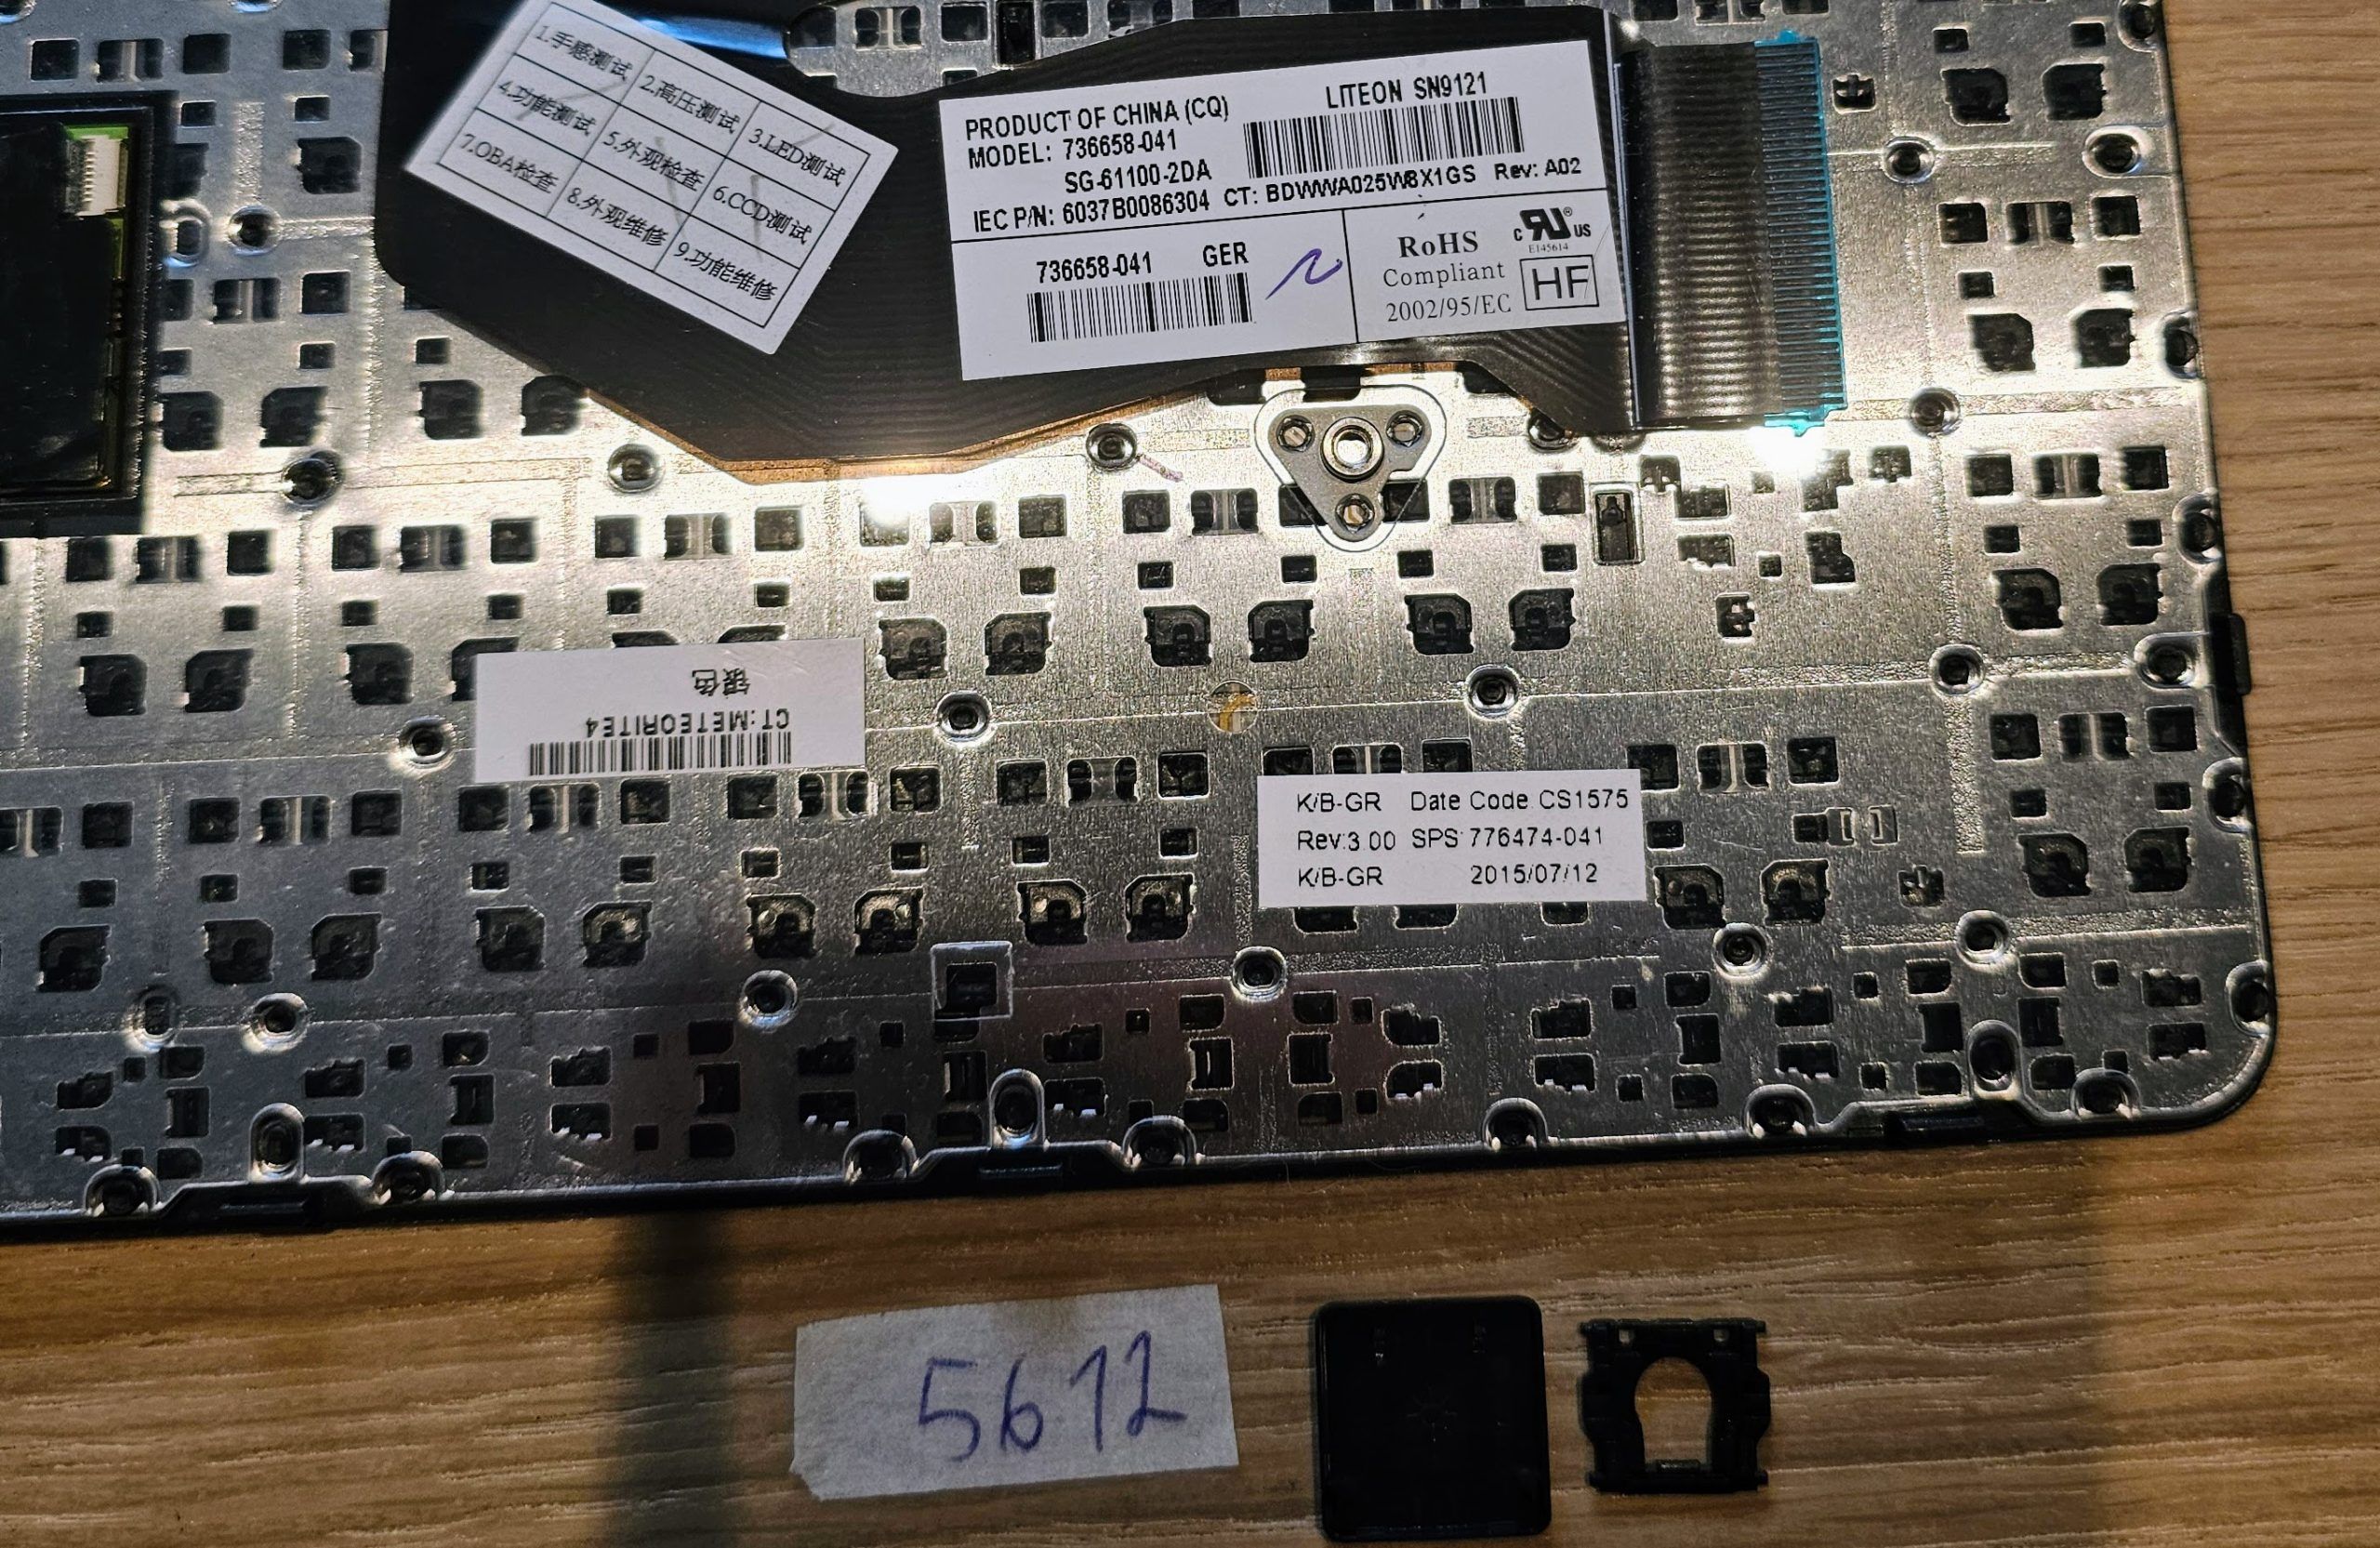 1.手感测试
2.高压测试
3.LED测试
4.功能测试
5.外观检查
6.CCD测试
7.OBA检查
8.外观维修
9.功能维修
PRODUCT OF CHINA (CQ)
LITEON SN9121
MODEL: 736658-041
SG-61100-2DA
IEC P/N: 6037B0086304 CT: BDWWA025W8X1GS Rev: A02
736658-041 GER
RoHS
Compliant
2002/95/EC
c RU ® US
E145614
HF
银色
CT:METEORITE4
K/B-GR Date Code:CS1575
Rev:3.00 SPS:776474-041
K/B-GR 2015/07/12
5612